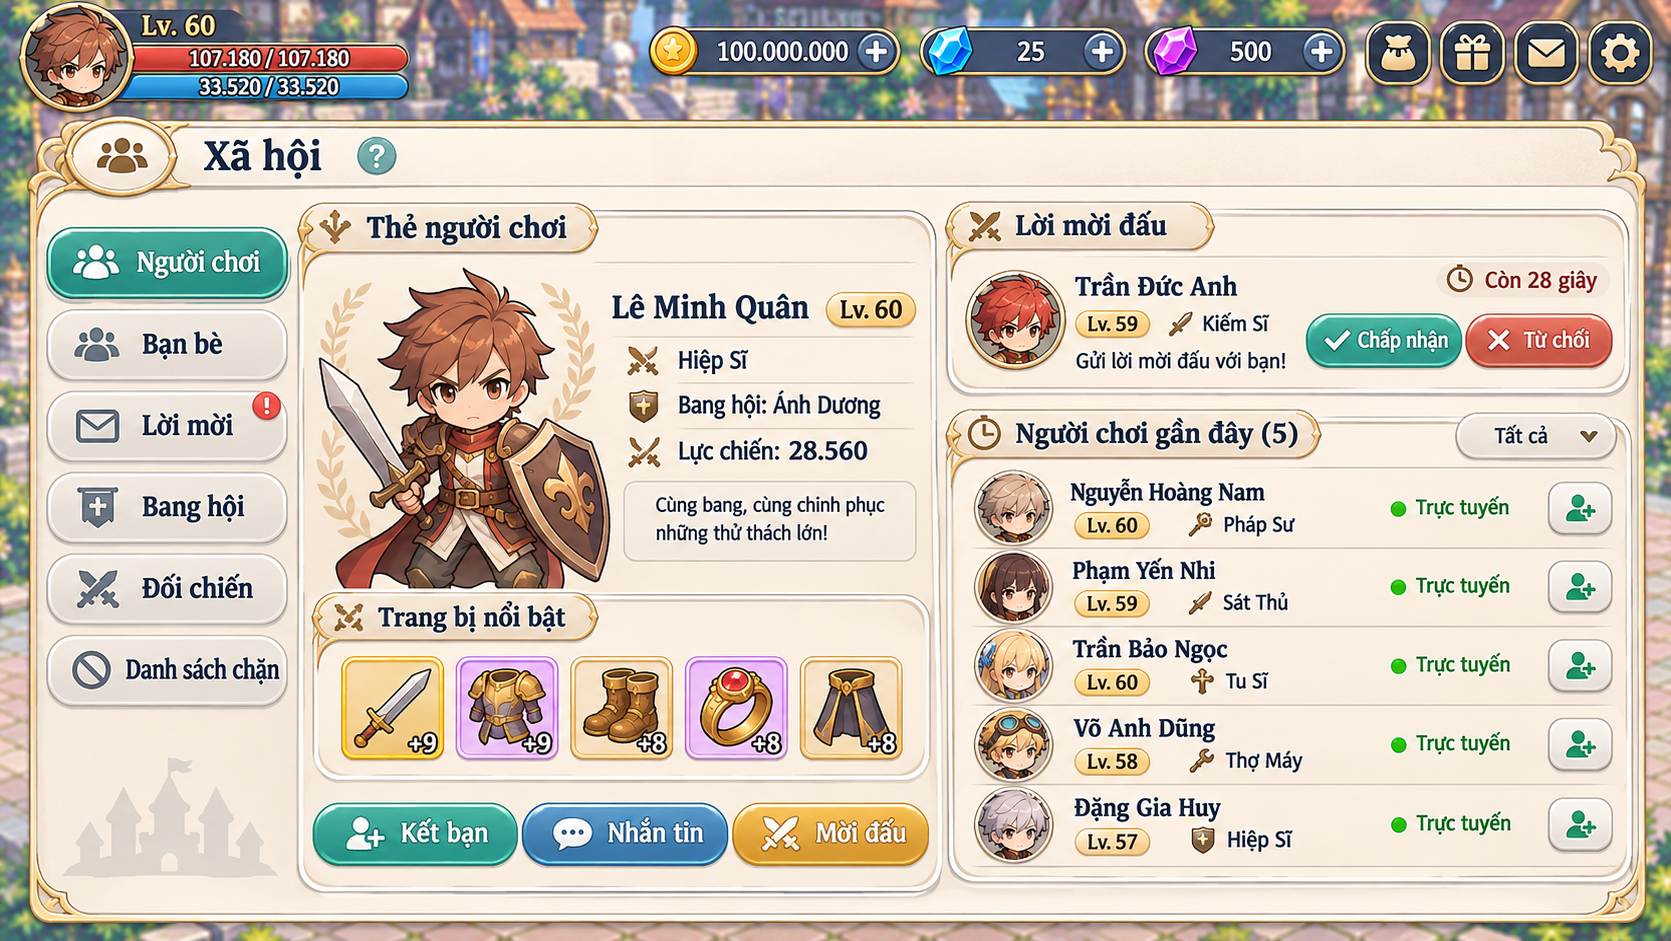 Lv. 60
107.180 / 107.180
33.520 / 33.520
100.000.000
25
500
Xã hội
?
Người chơi
Bạn bè
Lời mời
!
Bang hội
Đối chiến
Danh sách chặn
Thẻ người chơi
Lê Minh Quân
Lv. 60
Hiệp Sĩ
Bang hội: Ánh Dương
Lực chiến: 28.560
Cùng bang, cùng chinh phục
những thử thách lớn!
Trang bị nổi bật
+9
+9
+8
+8
+8
Kết bạn
Nhắn tin
Mời đấu
Lời mời đấu
Trần Đức Anh
Lv. 59
Kiếm Sĩ
Gửi lời mời đấu với bạn!
Còn 28 giây
Chấp nhận
Từ chối
Người chơi gần đây (5)
Tất cả
Nguyễn Hoàng Nam
Lv. 60
Pháp Sư
Trực tuyến
Phạm Yến Nhi
Lv. 59
Sát Thủ
Trực tuyến
Trần Bảo Ngọc
Lv. 60
Tu Sĩ
Trực tuyến
Võ Anh Dũng
Lv. 58
Thợ Máy
Trực tuyến
Đặng Gia Huy
Lv. 57
Hiệp Sĩ
Trực tuyến